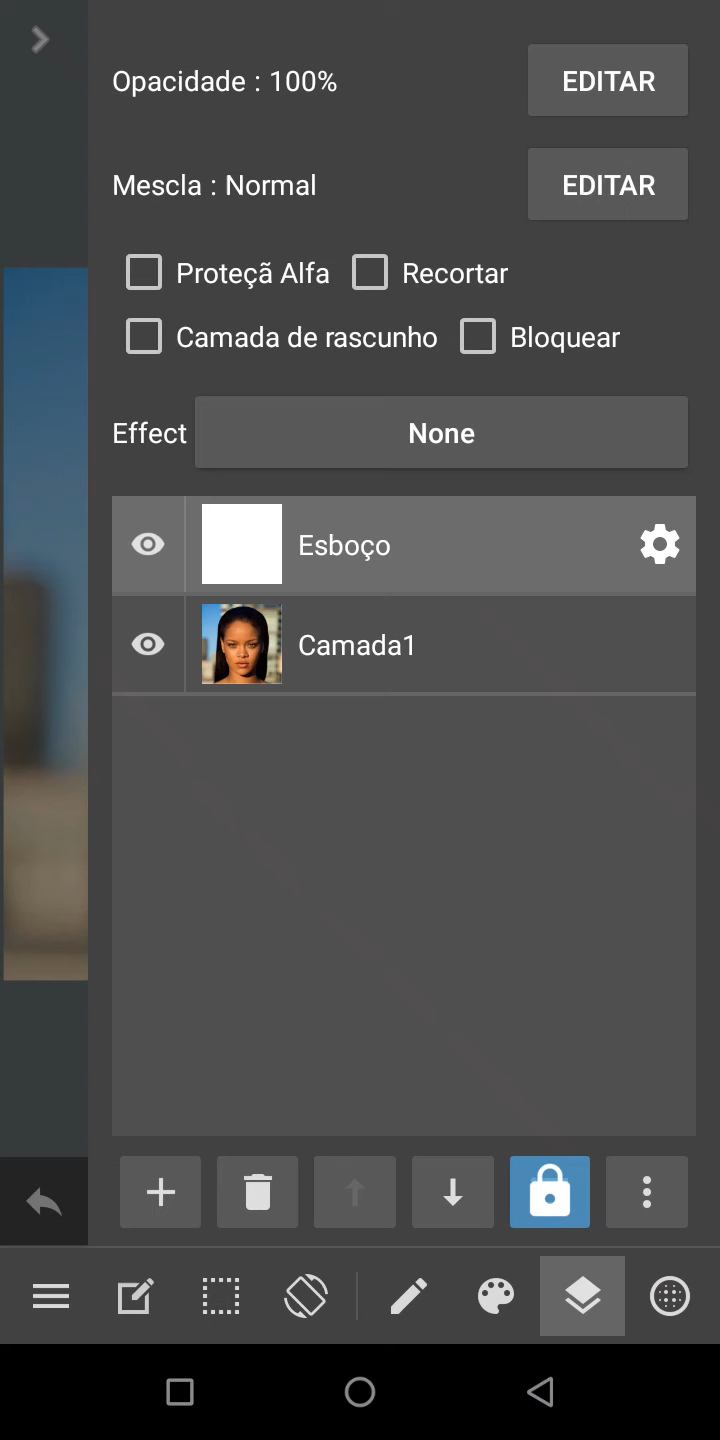 Opacidade : 100% EDITAR
Mescla : Normal EDITAR
Proteçã Alfa Recortar
Camada de rascunho Bloquear
Effect None
Esboço
Camada1